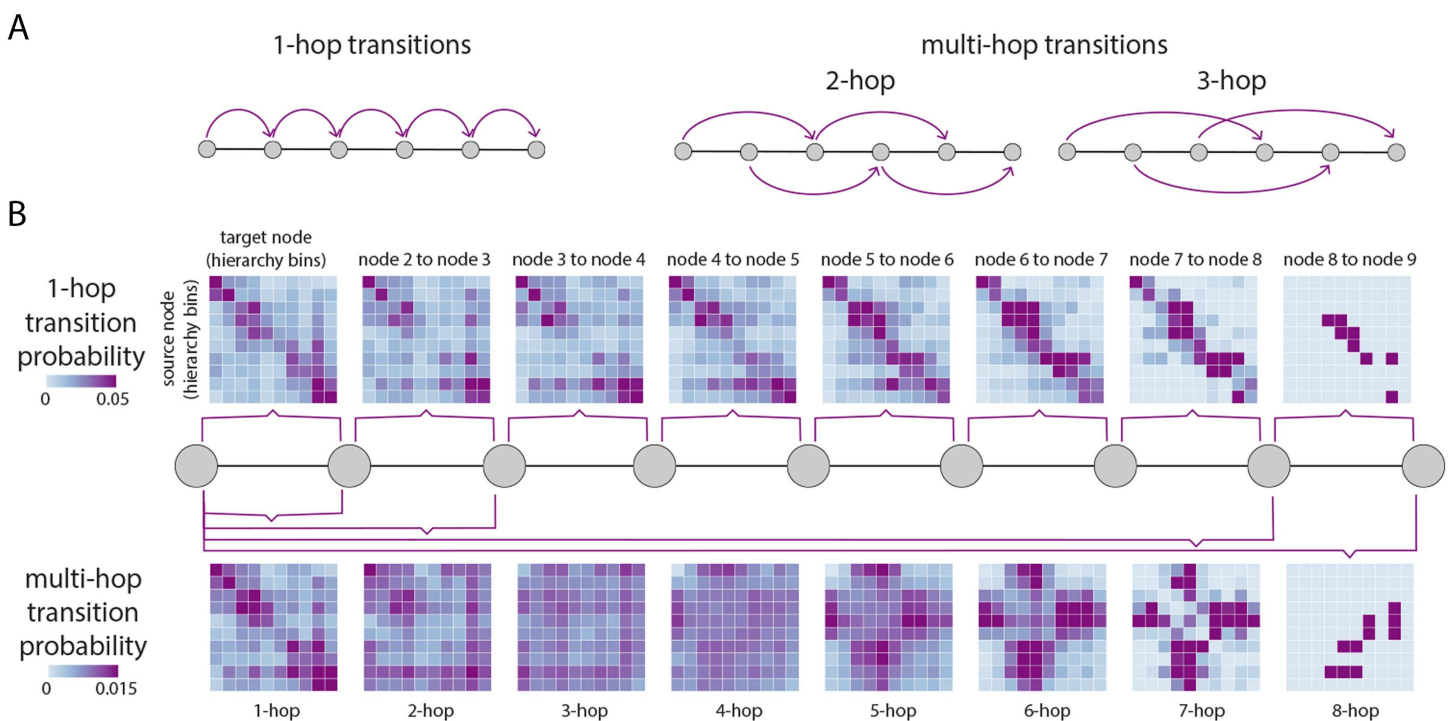 A
1-hop transitions
multi-hop transitions
2-hop
3-hop
B
target node
(hierarchy bins)
node 2 to node 3
node 3 to node 4
node 4 to node 5
node 5 to node 6
node 6 to node 7
node 7 to node 8
node 8 to node 9
1-hop
transition
probability
0
0.05
source node
(hierarchy bins)
multi-hop
transition
probability
0
0.015
1-hop
2-hop
3-hop
4-hop
5-hop
6-hop
7-hop
8-hop